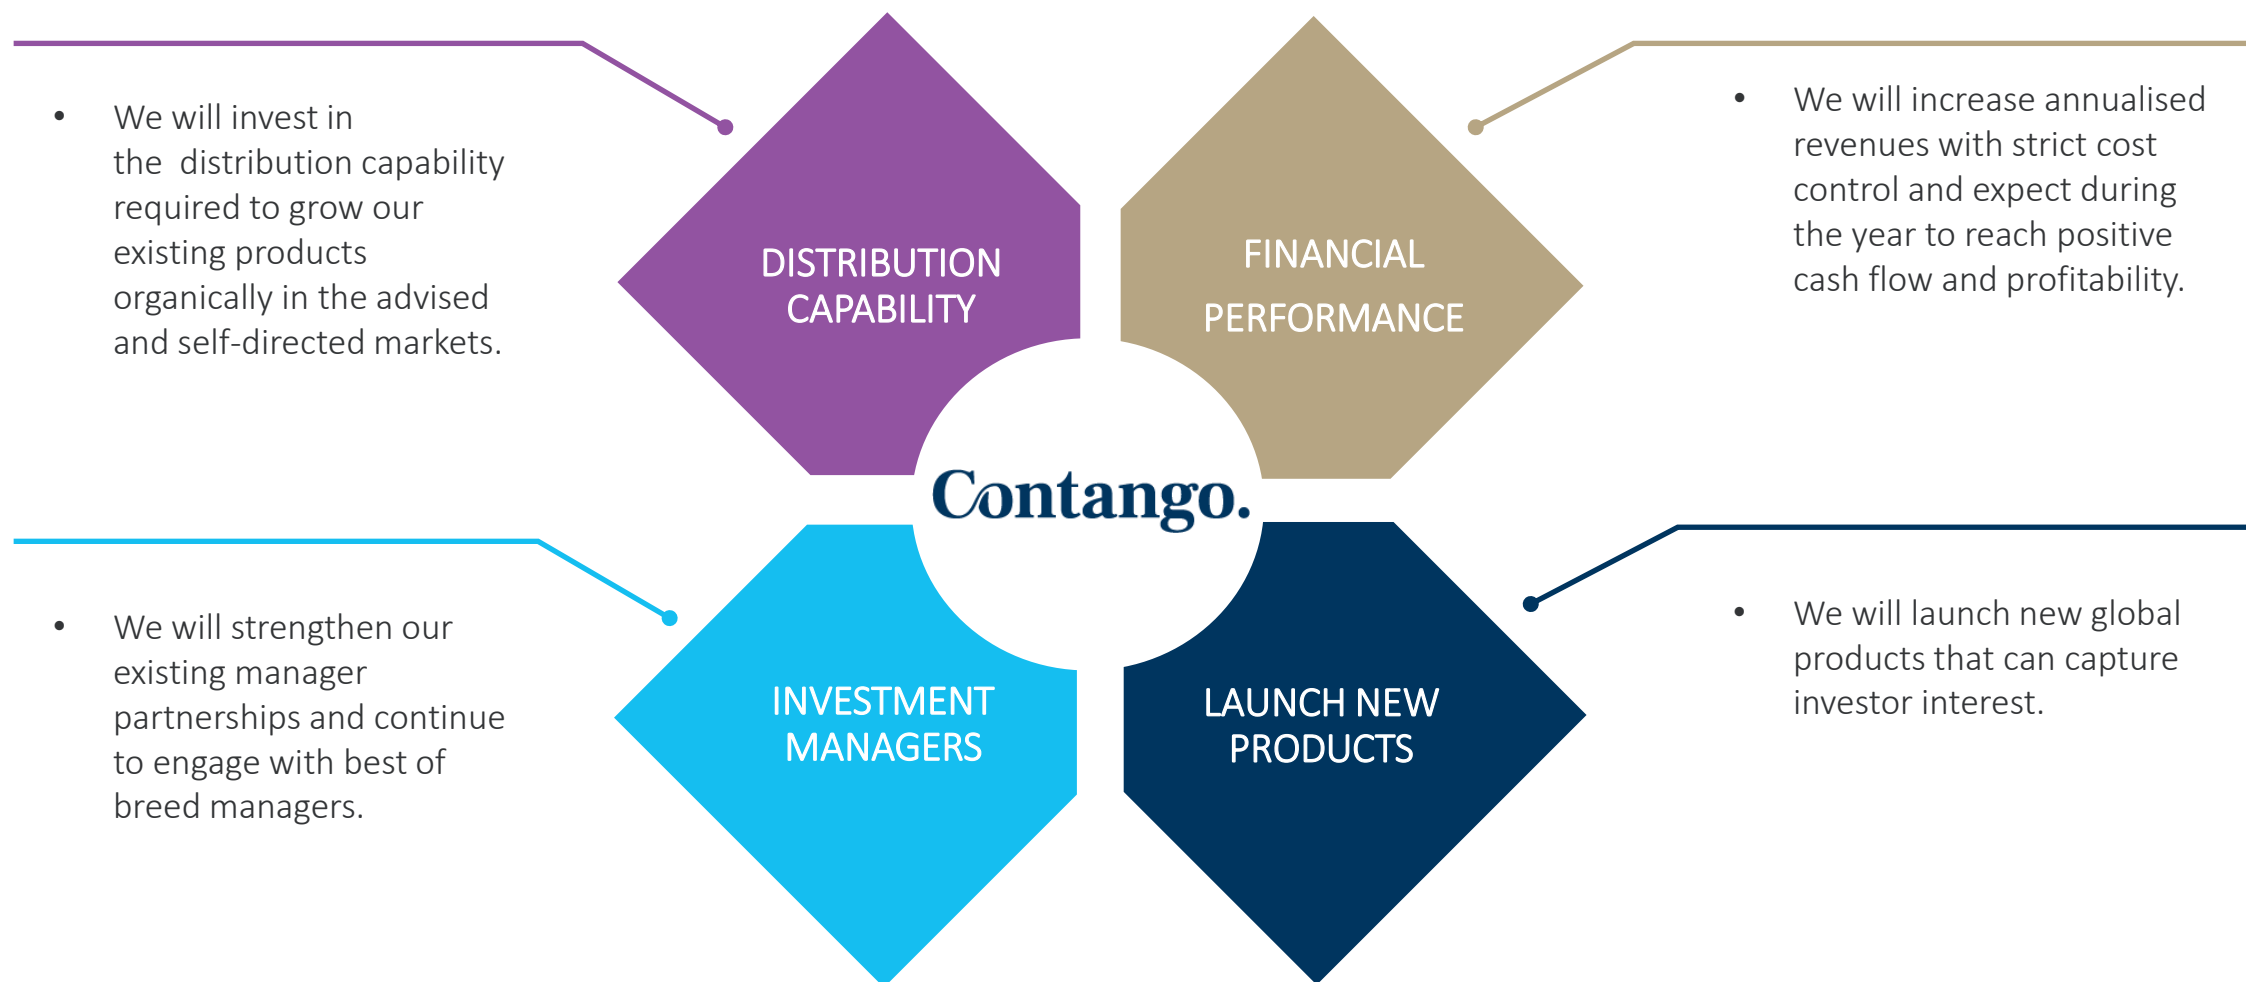 • We will invest in
the  distribution capability
required to grow our
existing products
organically in the advised
and self-directed markets.
DISTRIBUTION
CAPABILITY
FINANCIAL
PERFORMANCE
• We will increase annualised
revenues with strict cost
control and expect during
the year to reach positive
cash flow and profitability.
Contango.
• We will strengthen our
existing manager
partnerships and continue
to engage with best of
breed managers.
INVESTMENT
MANAGERS
LAUNCH NEW
PRODUCTS
• We will launch new global
products that can capture
investor interest.